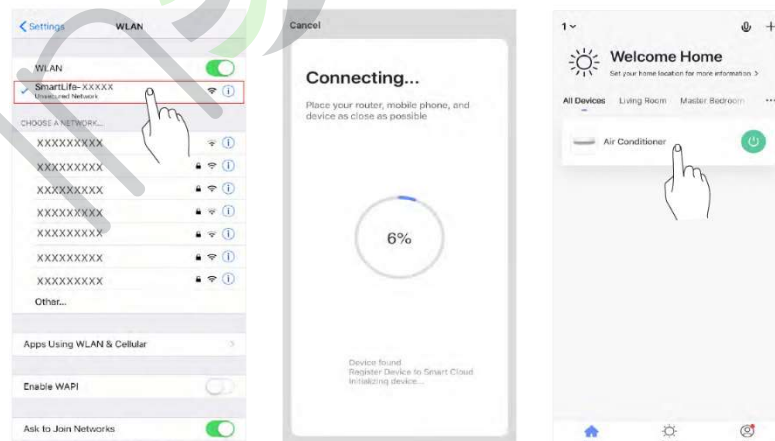 Settings
WLAN
WLAN
SmartLife-XXXXX
Unsecured Network
CHOOSE A NETWORK...
XXXXXXXXX
XXXXXXXXX
XXXXXXXXX
XXXXXXXXX
XXXXXXXXX
XXXXXXXXX
XXXXXXXXX
Other...
Apps Using WLAN & Cellular
Enable WAPI
Ask to Join Networks
Cancel
Connecting...
Place your router, mobile phone, and
device as close as possible
6%
Device found
Register Device to Smart Cloud
Initializing device...
1
Welcome Home
Set your home location for more information >
All Devices Living Room Master Bedroom ...
Air Conditioner